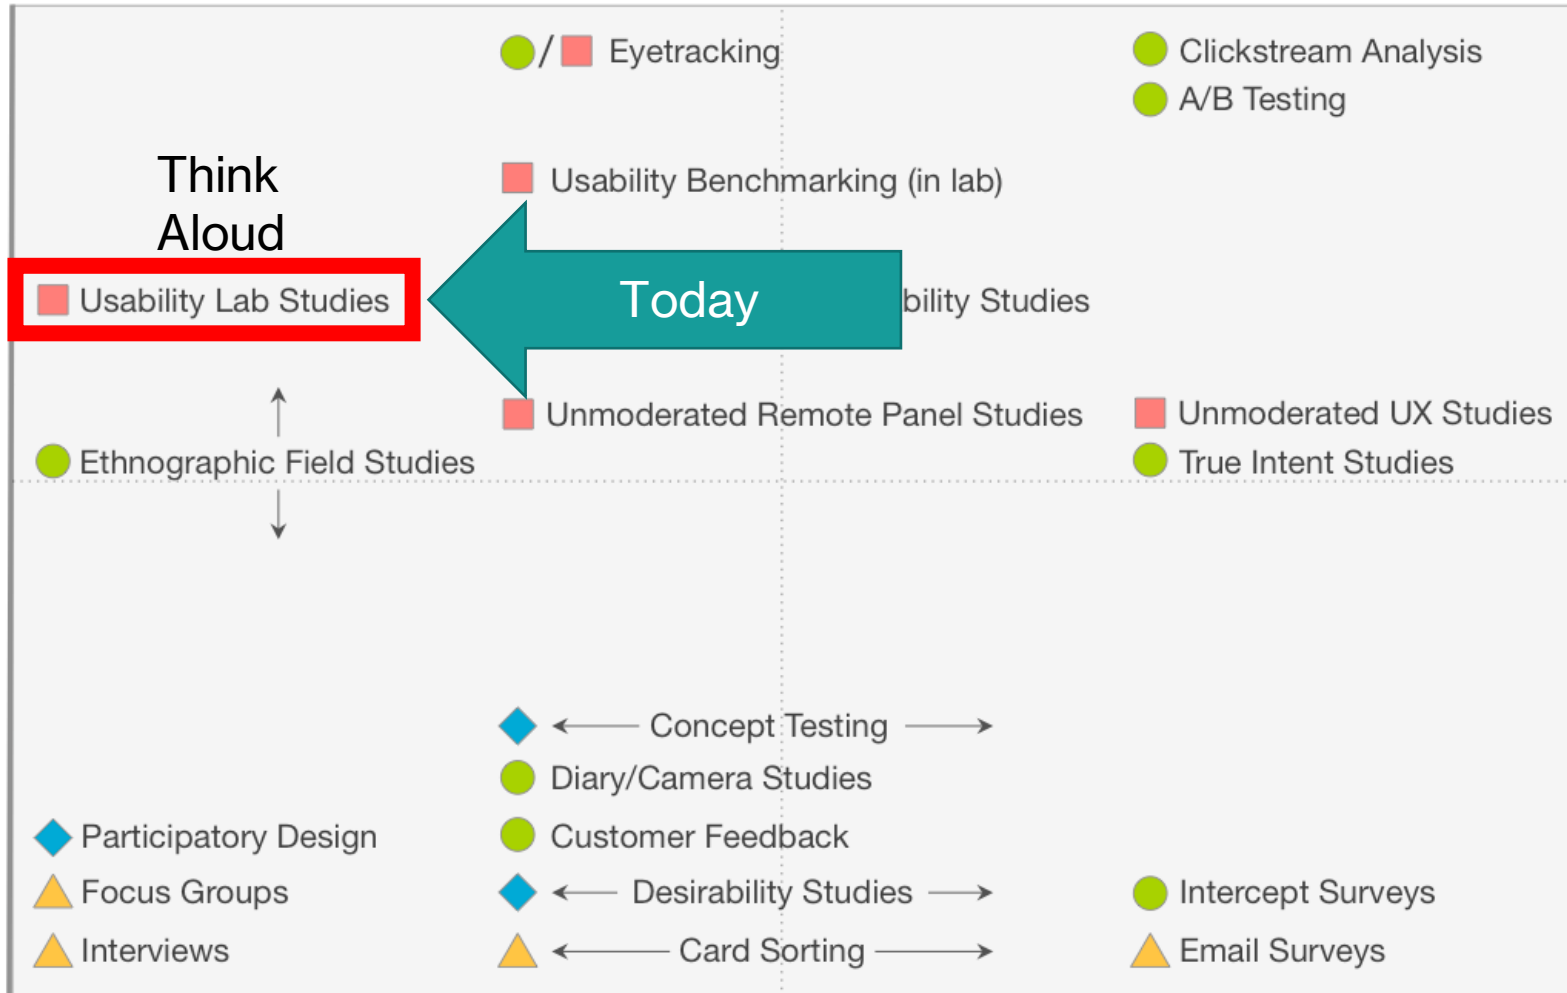 / Eyetracking
Clickstream Analysis
A/B Testing
Think
Aloud
Usability Benchmarking (in lab)
Usability Lab Studies
Today
bility Studies
Unmoderated Remote Panel Studies
Unmoderated UX Studies
Ethnographic Field Studies
True Intent Studies
Concept Testing
Diary/Camera Studies
Participatory Design
Customer Feedback
Focus Groups
Desirability Studies
Intercept Surveys
Interviews
Card Sorting
Email Surveys